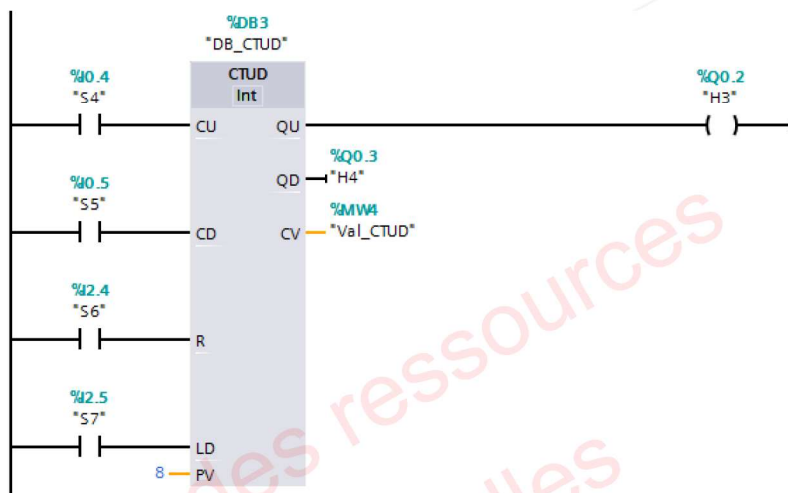 %DB3
"DB_CTUD"
CTUD
Int
%I0.4
"S4"
CU
QU
%Q0.2
"H3"
QD
%Q0.3
"H4"
%I0.5
"S5"
CD
CV
%MW4
"Val_CTUD"
%I2.4
"S6"
R
%I2.5
"S7"
LD
8
PV
des ressources
lles